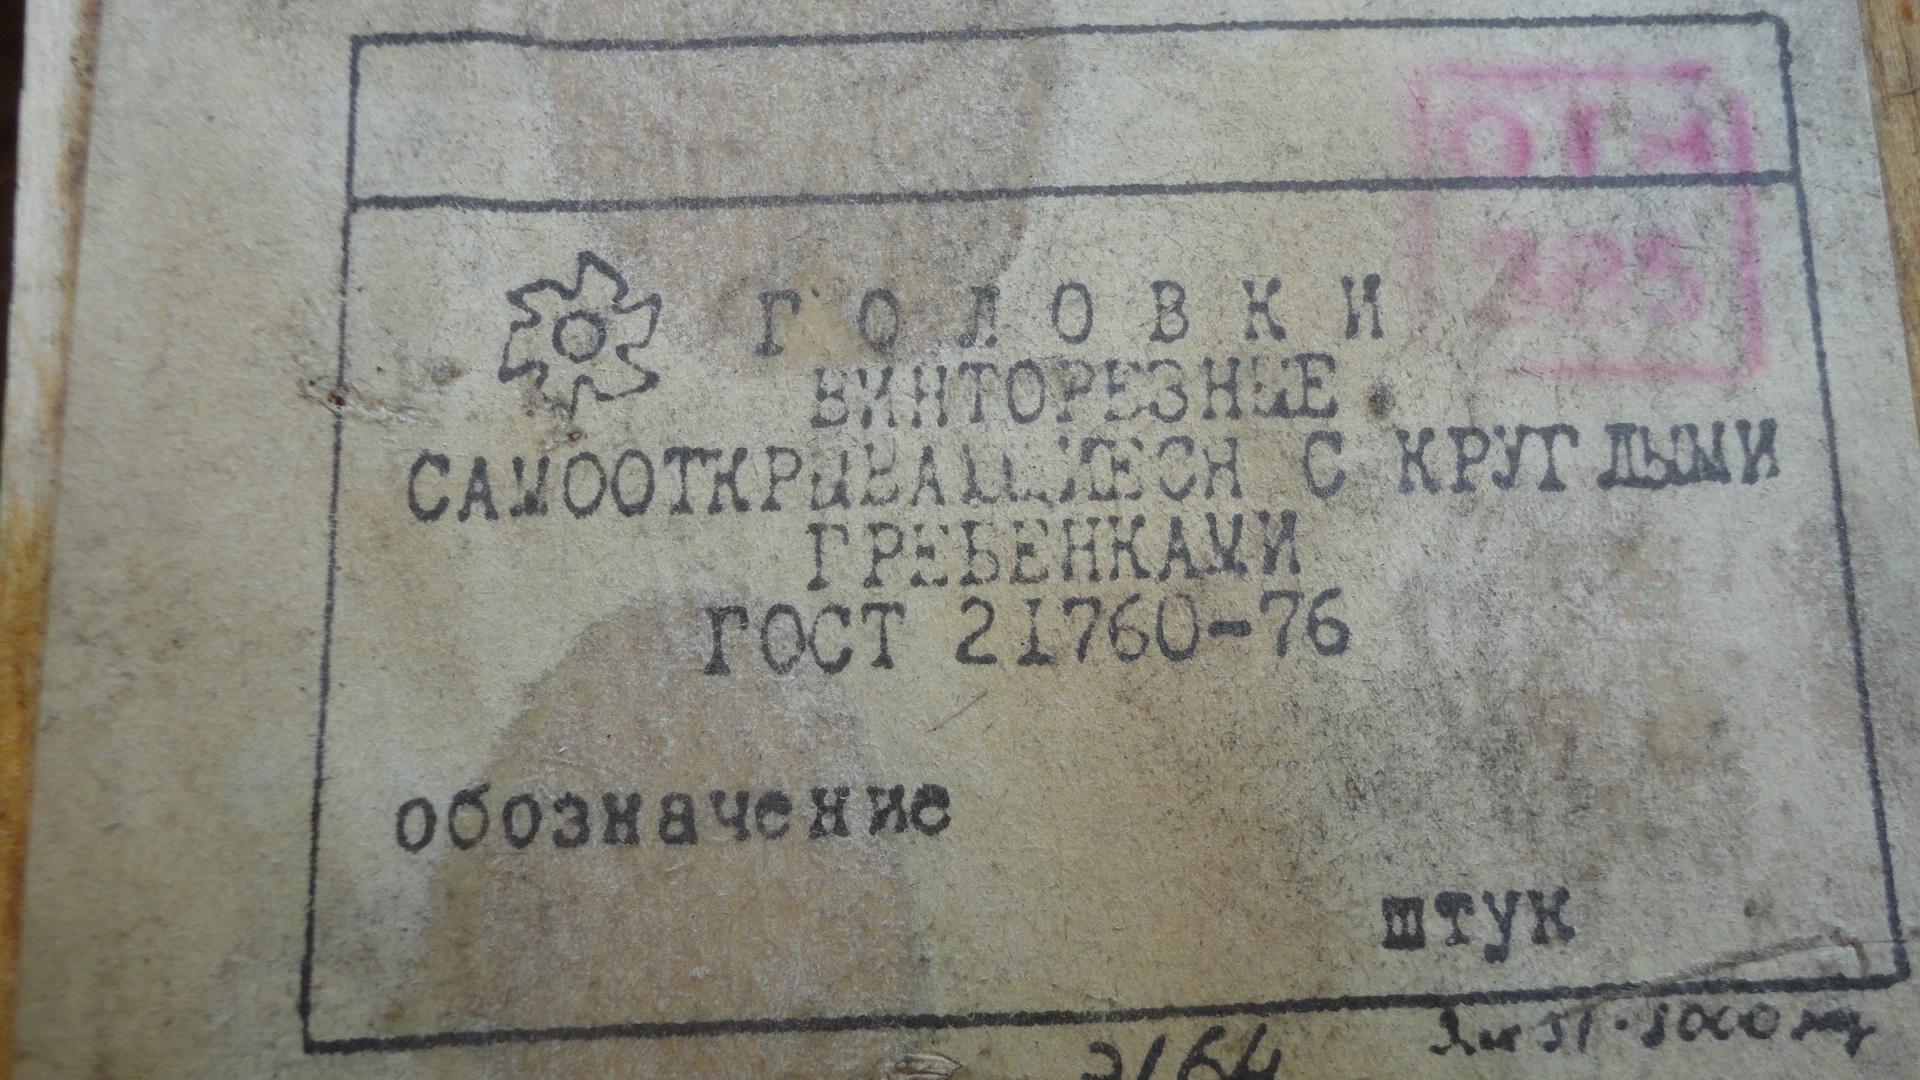 ГОЛОВКИ
ВИНТОРЕЗНЫЕ
САМООТКРЫВАЮЩИЕСЯ С КРУГЛЫМИ
ГРЕБЕНКАМИ
ГОСТ 21760-76
обозначение
штук